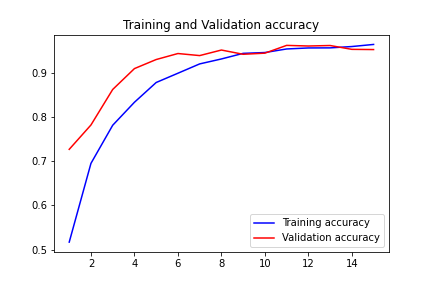 Training and Validation accuracy
0.9
0.8
0.7
0.6
0.5
Training accuracy
Validation accuracy
2 4 6 8 10 12 14